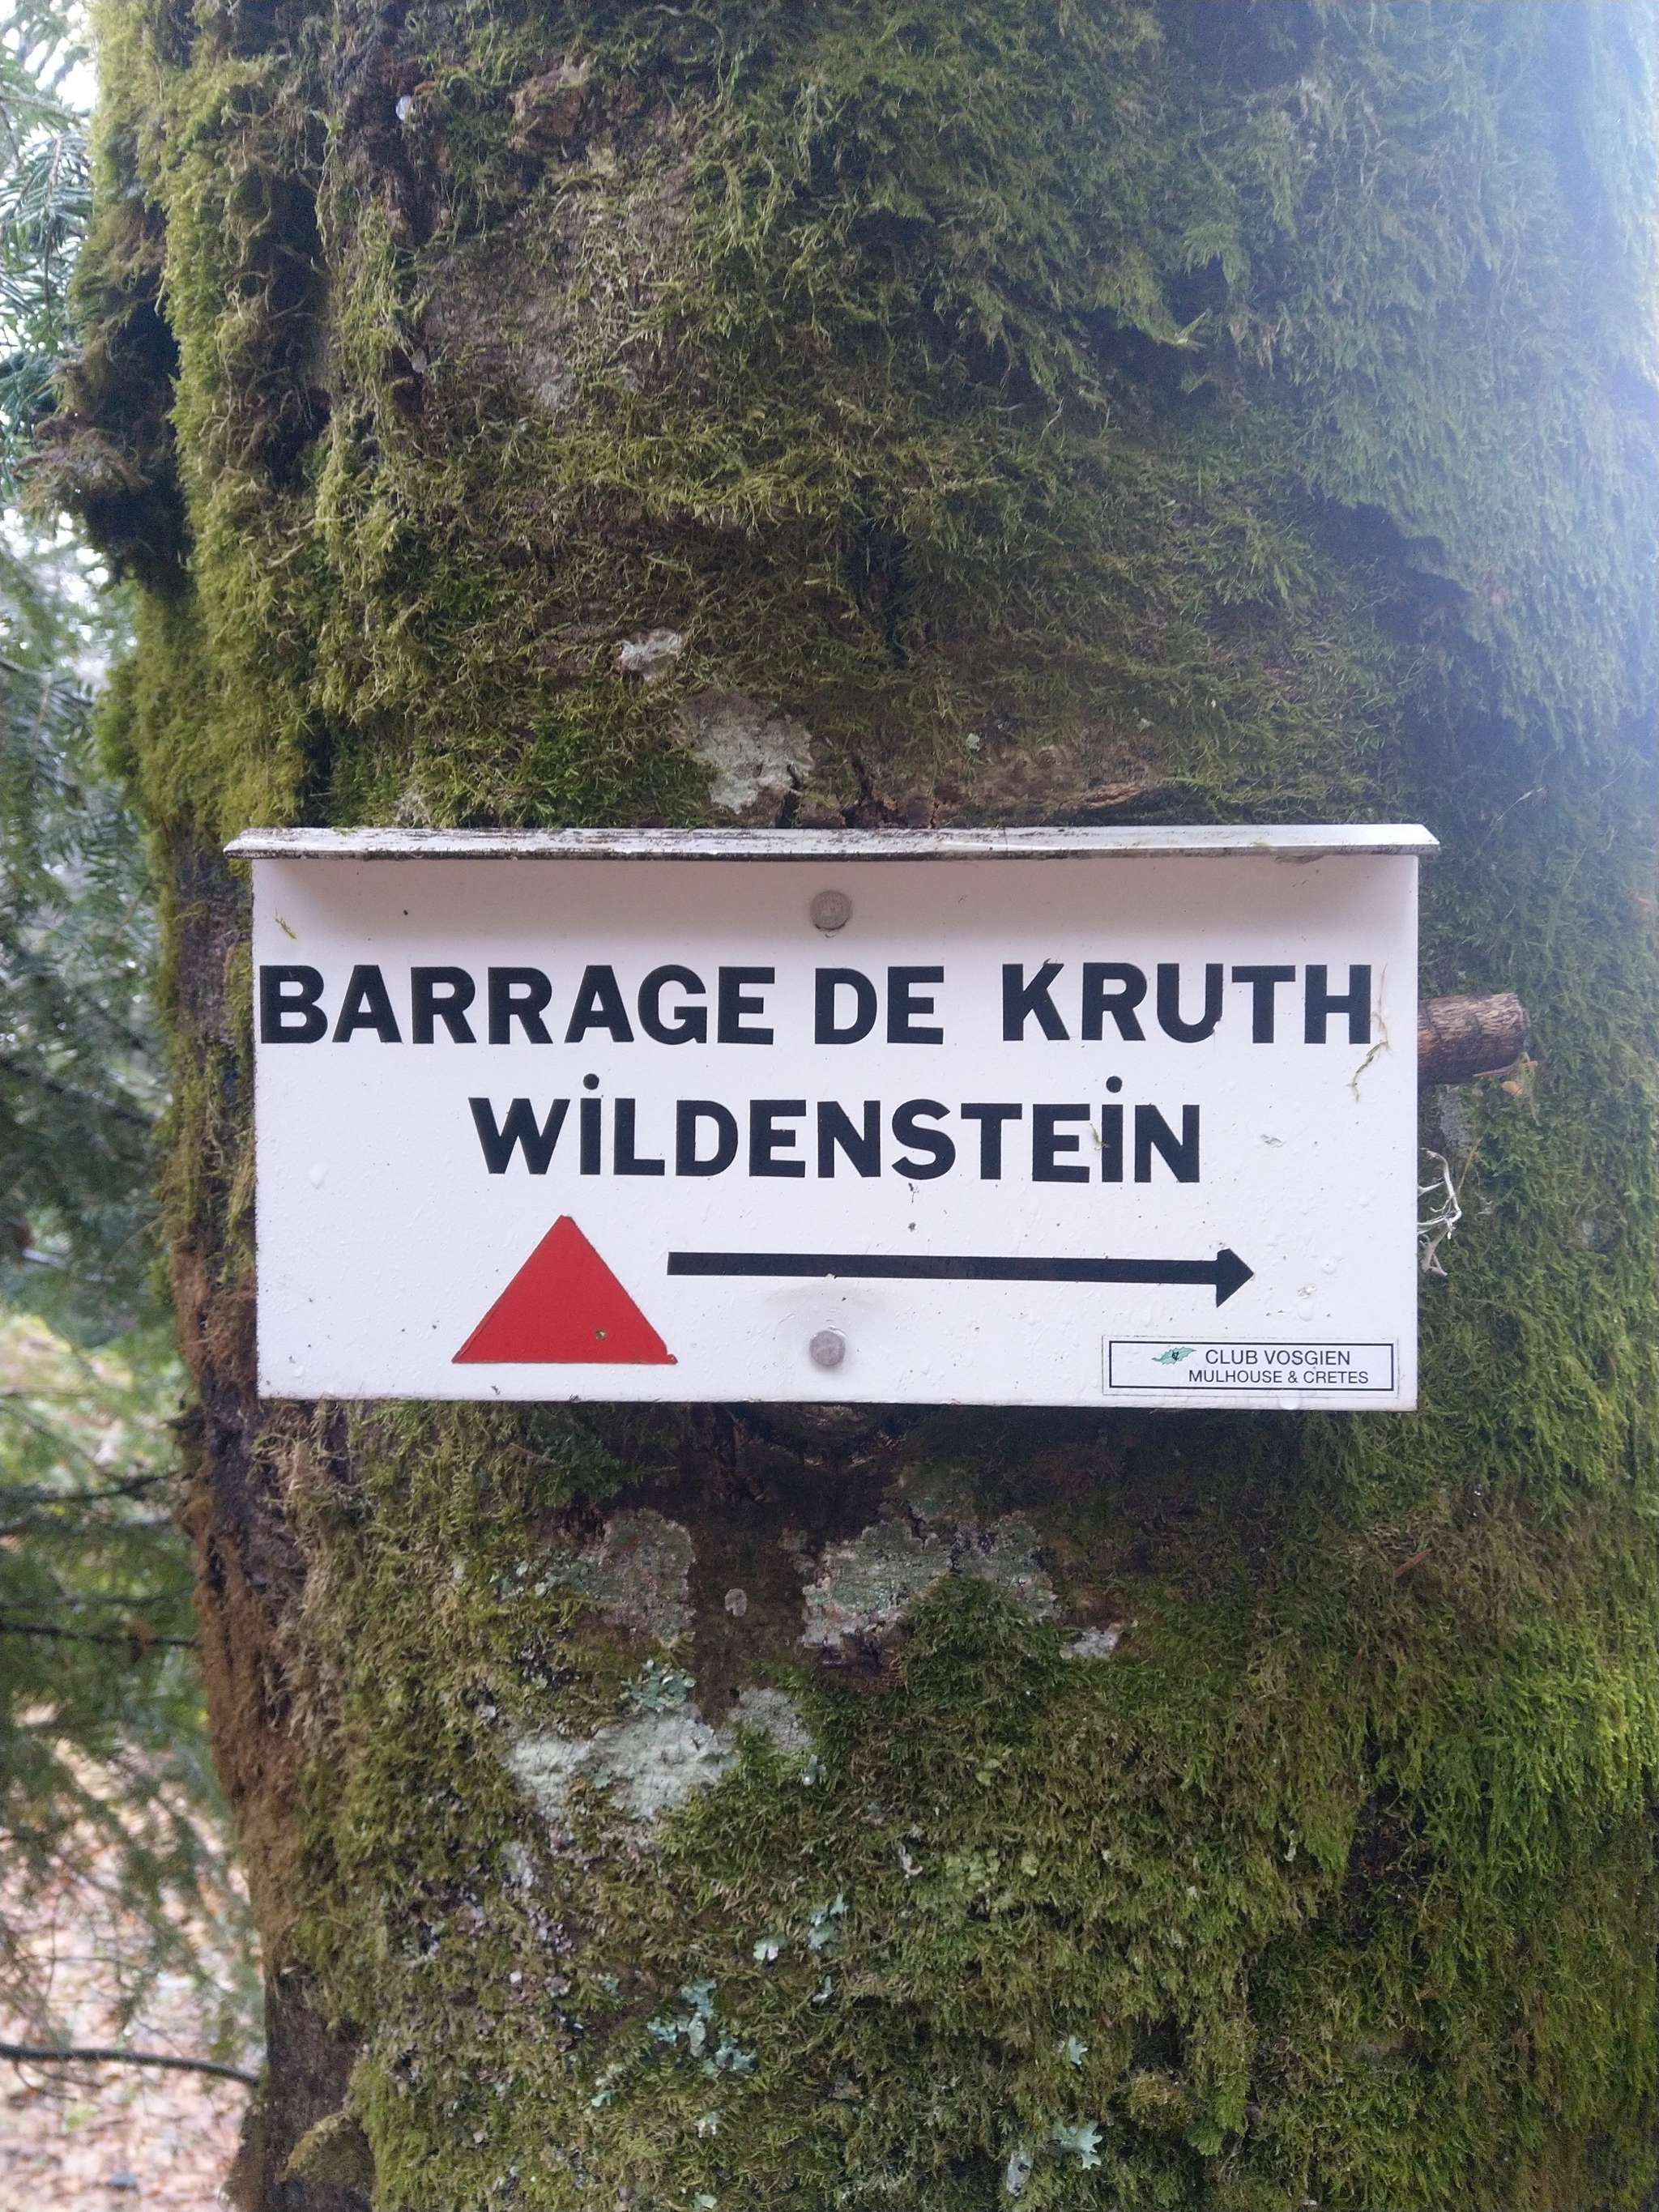 BARRAGE DE KRUTH
WiLDENSTEiN
CLUB VOSGIEN
MULHOUSE & CRETES